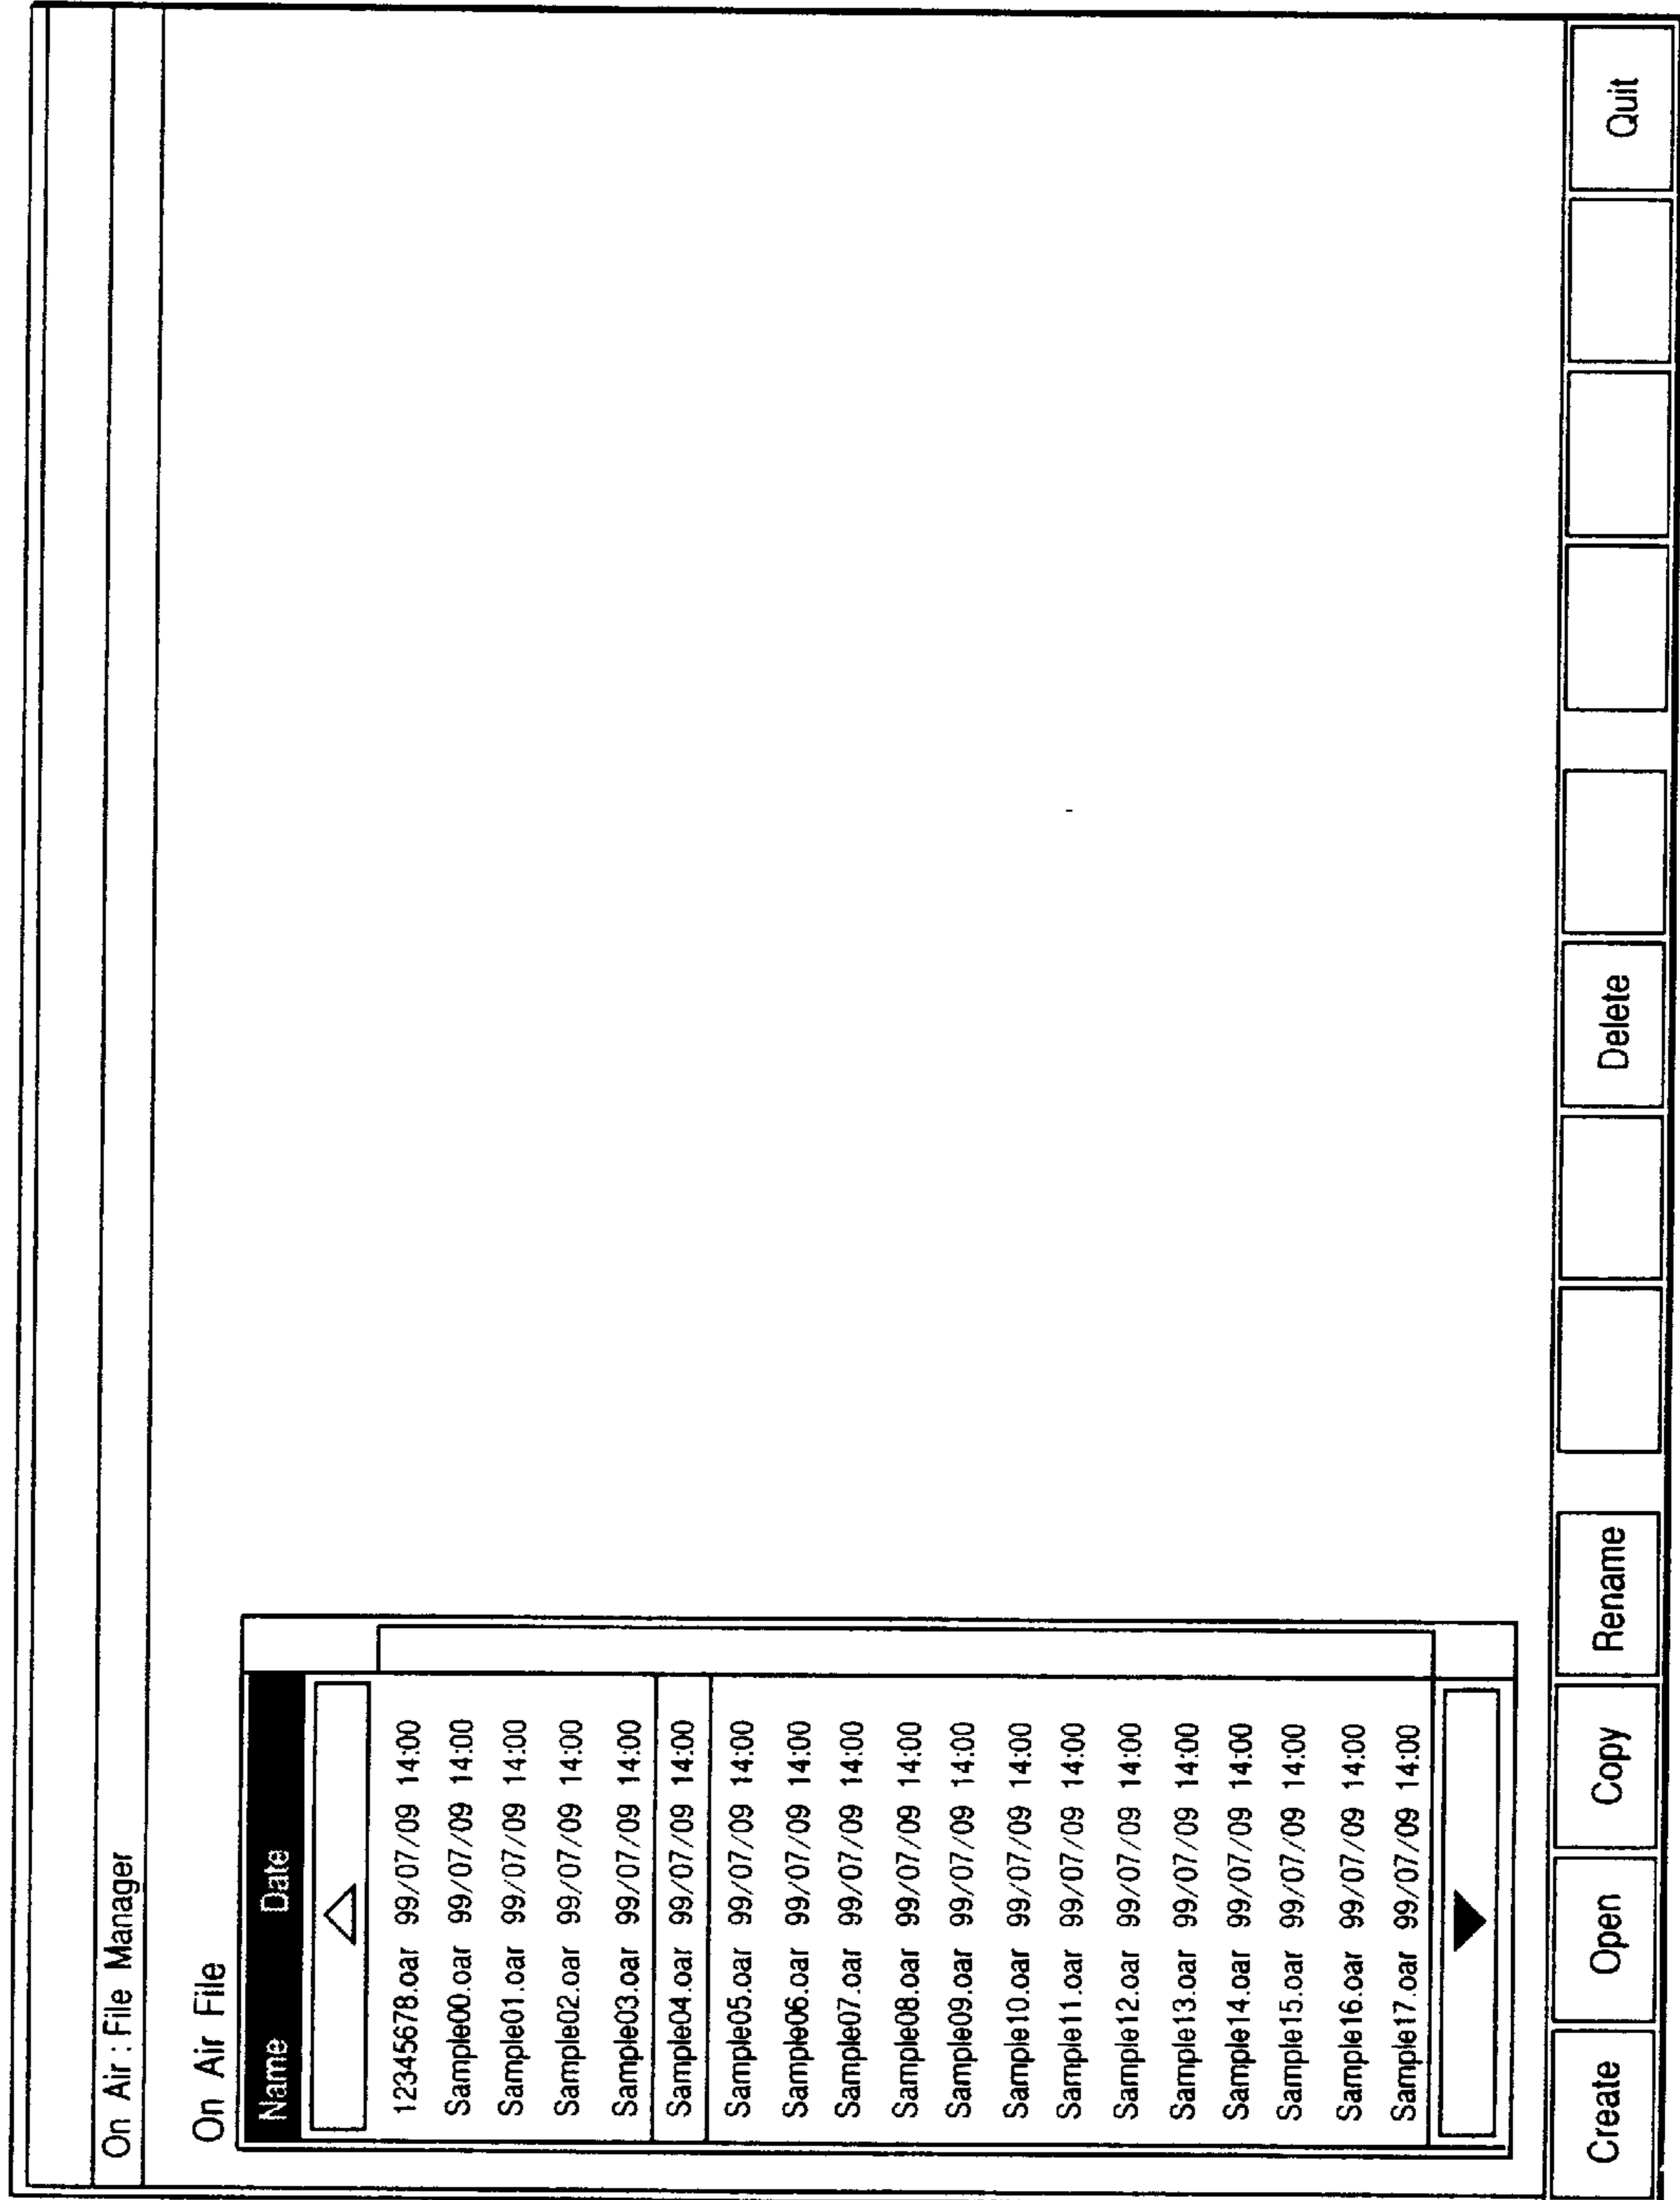 On Air : File Manager
On Air File
Name Date
12345678.oar 99/07/09 14:00
Sample00.oar 99/07/09 14:00
Sample01.oar 99/07/09 14:00
Sample02.oar 99/07/09 14:00
Sample03.oar 99/07/09 14:00
Sample04.oar 99/07/09 14:00
Sample05.oar 99/07/09 14:00
Sample06.oar 99/07/09 14:00
Sample07.oar 99/07/09 14:00
Sample08.oar 99/07/09 14:00
Sample09.oar 99/07/09 14:00
Sample10.oar 99/07/09 14:00
Sample11.oar 99/07/09 14:00
Sample12.oar 99/07/09 14:00
Sample13.oar 99/07/09 14:00
Sample14.oar 99/07/09 14:00
Sample15.oar 99/07/09 14:00
Sample16.oar 99/07/09 14:00
Sample17.oar 99/07/09 14:00
Create Open Copy Rename Delete Quit